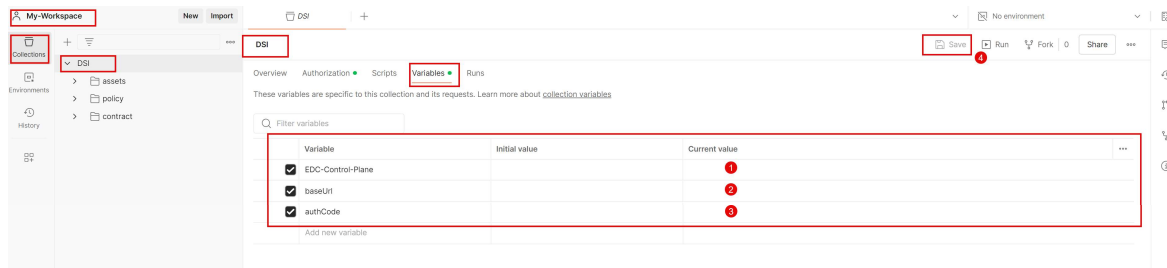 My-Workspace New Import DSI No environment
Collections DSI Save Run Fork 0 Share
4
DSI
Overview Authorization Scripts Variables Runs
assets
Environments
policy
These variables are specific to this collection and its requests. Learn more about collection variables
contract
History
Filter variables
Variable Initial value Current value
EDC-Control-Plane 1
baseUrl 2
authCode 3
Add new variable